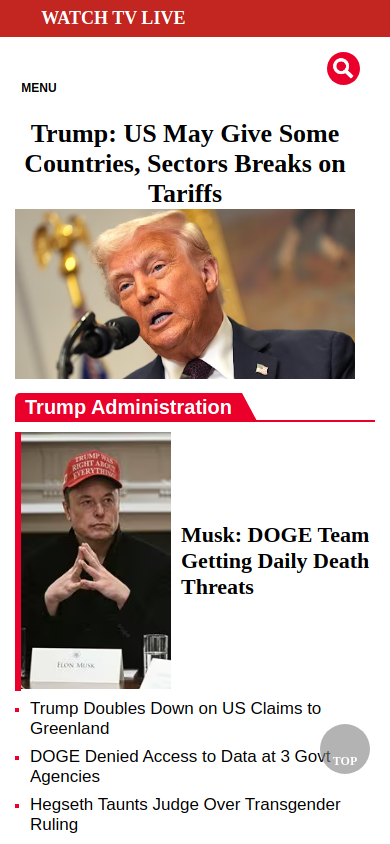 WATCH TV LIVE
MENU
Trump: US May Give Some
Countries, Sectors Breaks on
Tariffs
Trump Administration
TRUMP WAS
RIGHT ABOUT
EVERYTHING
ELON MUSK
Musk: DOGE Team
Getting Daily Death
Threats
Trump Doubles Down on US Claims to
Greenland
DOGE Denied Access to Data at 3 Govt
Agencies
TOP
Hegseth Taunts Judge Over Transgender
Ruling